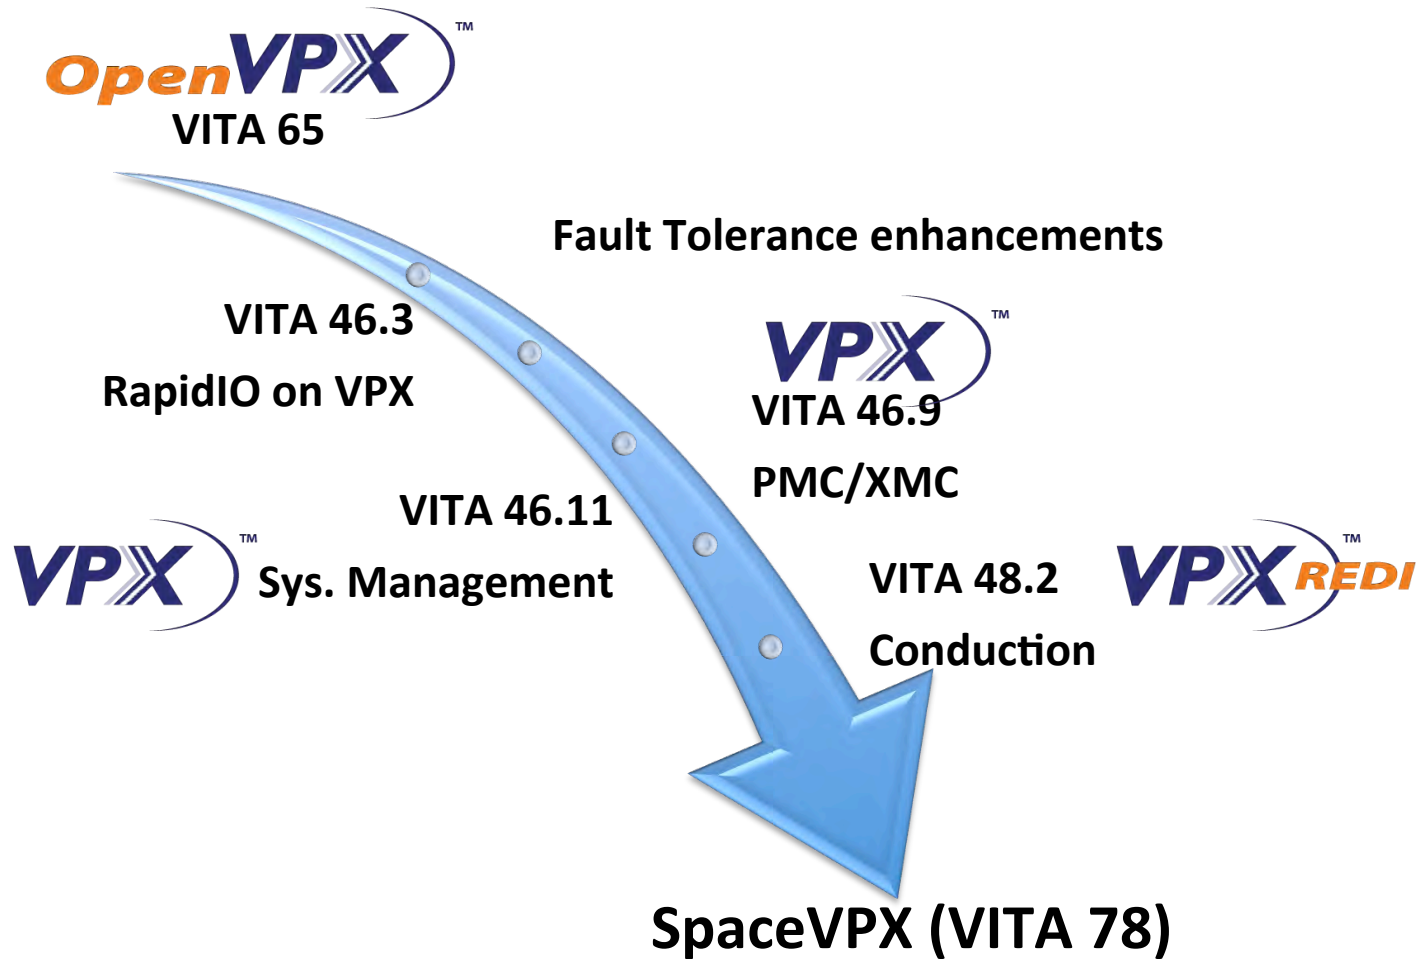 OpenVPX™
VITA 65
Fault Tolerance enhancements
VITA 46.3
RapidIO on VPX
VPX™
VITA 46.9
PMC/XMC
VITA 46.11
Sys. Management
VPX™
VITA 48.2
Conduction
VPX™ REDI
SpaceVPX (VITA 78)